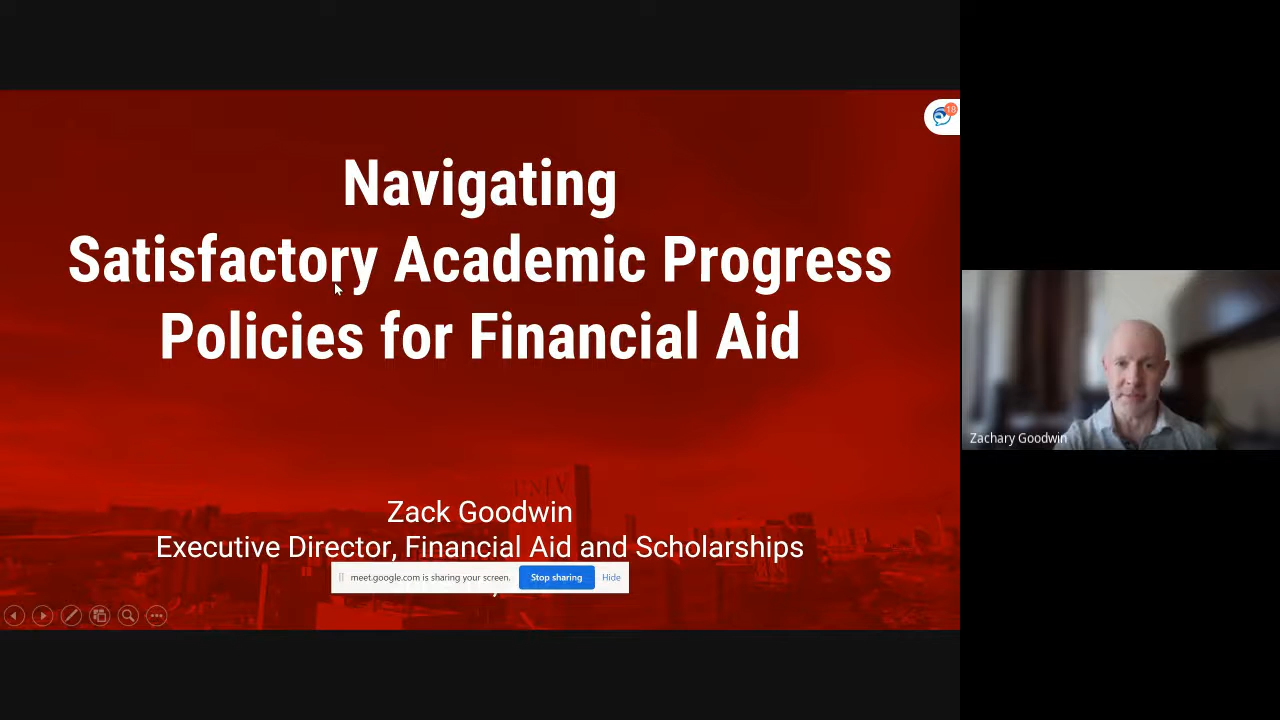 Navigating
Satisfactory Academic Progress
Policies for Financial Aid
UNLV
Zack Goodwin
Executive Director, Financial Aid and Scholarships
meet.google.com is sharing your screen.
Stop sharing
Hide
Zachary Goodwin